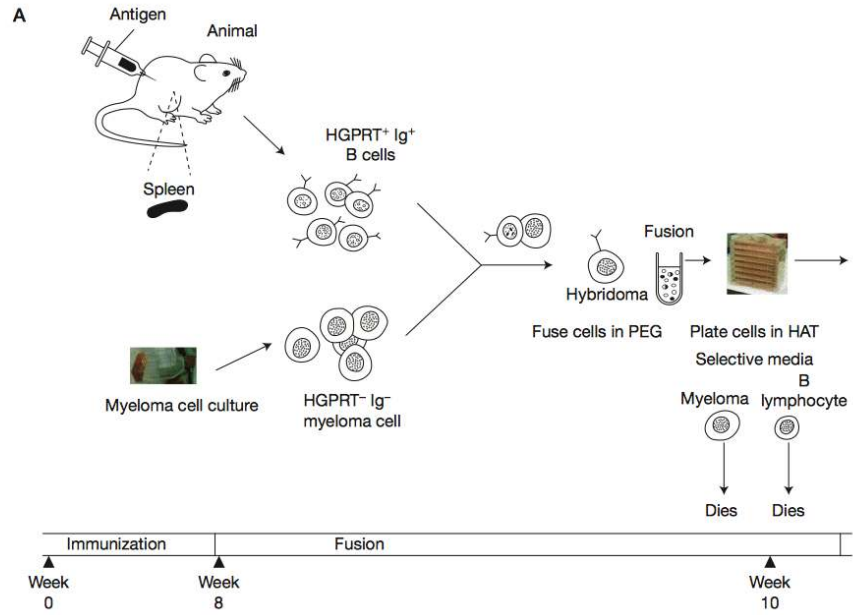 A
Antigen
Animal
Spleen
HGPRT⁺ Ig⁺
B cells
Myeloma cell culture
HGPRT⁻ Ig⁻
myeloma cell
Hybridoma
Fusion
Fuse cells in PEG
Plate cells in HAT
Selective media
Myeloma
B
lymphocyte
Dies
Dies
Immunization
Fusion
Week
0
Week
8
Week
10